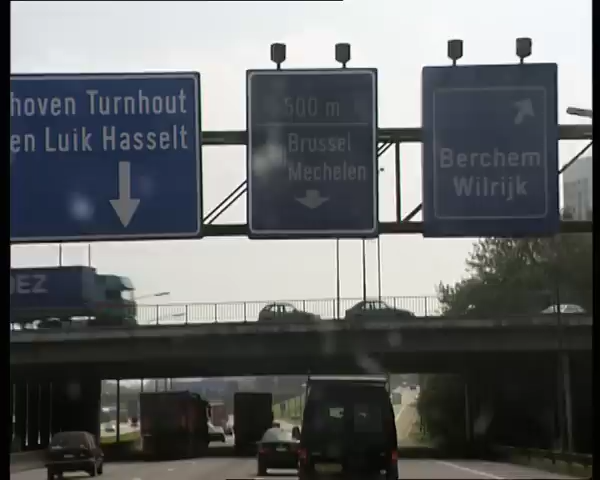 hoven Turnhout
en Luik Hasselt
500 m
Brussel
Mechelen
Berchem
Wilrijk
EZ